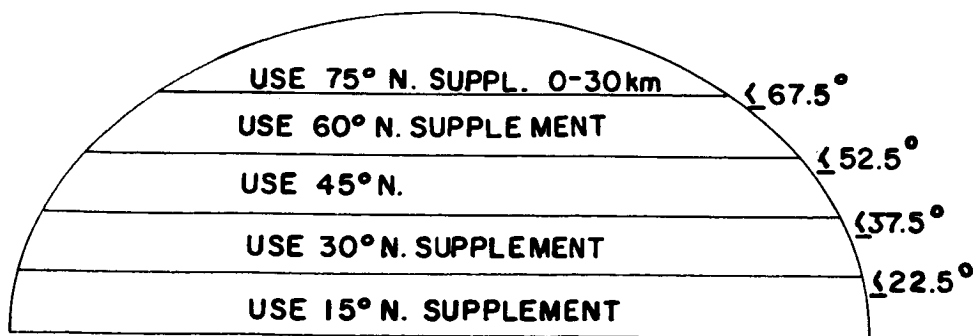 USE 75° N. SUPPL. 0-30km
≤ 67.5°
USE 60° N. SUPPLEMENT
≤ 52.5°
USE 45° N.
≤ 37.5°
USE 30° N. SUPPLEMENT
≤ 22.5°
USE 15° N. SUPPLEMENT